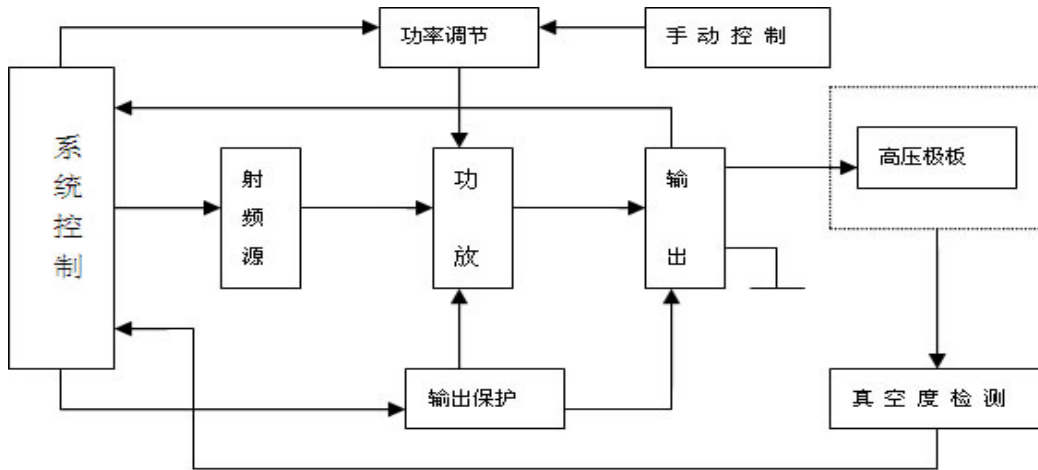 功率调节
手动控制
系统控制
射频源
功放
输出
高压极板
输出保护
真空度检测